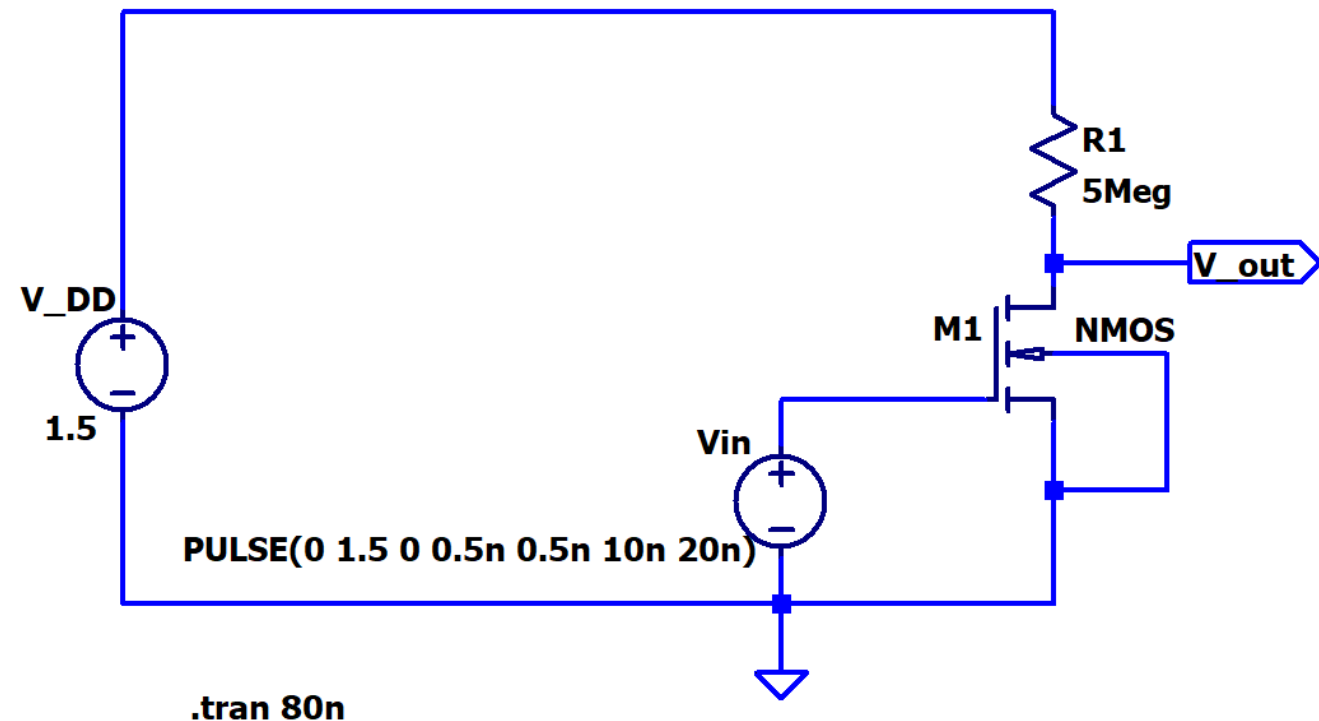 R1
5Meg
V_out
V_DD
M1
NMOS
1.5
Vin
PULSE(0 1.5 0 0.5n 0.5n 10n 20n)
.tran 80n